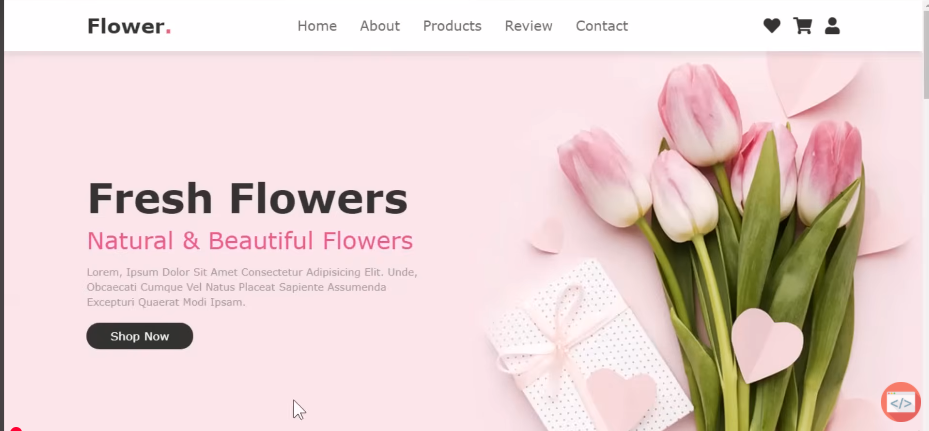 Flower.
Home About Products Review Contact
Fresh Flowers
Natural & Beautiful Flowers
Lorem, Ipsum Dolor Sit Amet Consectetur Adipisicing Elit. Unde,
Obcaecati Cumque Vel Natus Placeat Sapiente Assumenda
Excepturi Quaerat Modi Ipsam.
Shop Now
</>